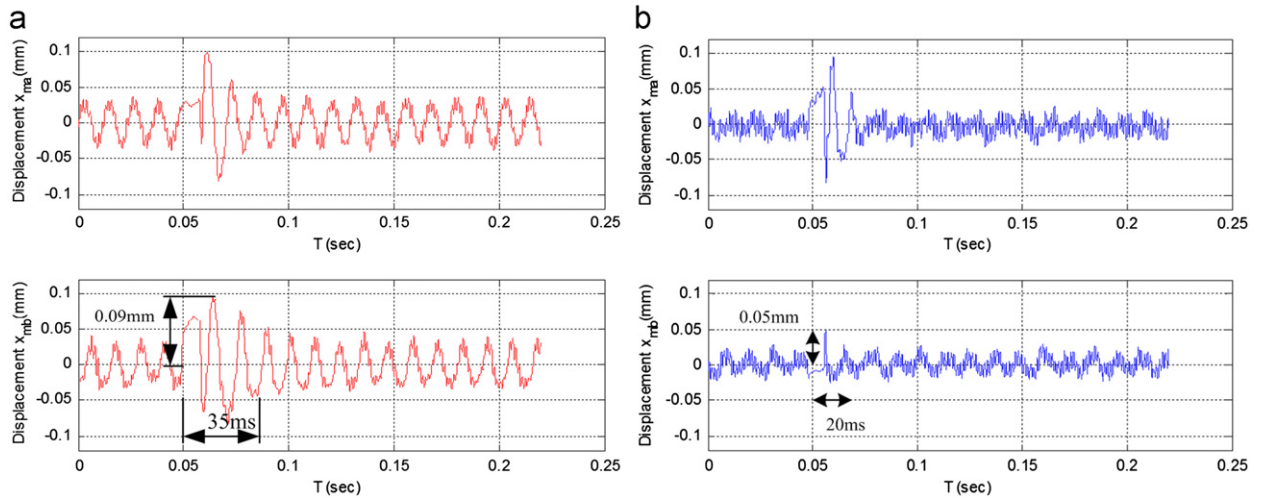 a
Displacement x_ma(mm)
0.1
0.05
0
-0.05
-0.1
0 0.05 0.1 0.15 0.2 0.25
T (sec)
Displacement x_mb(mm)
0.1
0.05
0
-0.05
-0.1
0.09mm
35ms
0 0.05 0.1 0.15 0.2 0.25
T (sec)
b
Displacement x_ma(mm)
0.1
0.05
0
-0.05
-0.1
0 0.05 0.1 0.15 0.2 0.25
T (sec)
Displacement x_mb(mm)
0.1
0.05
0
-0.05
-0.1
0.05mm
20ms
0 0.05 0.1 0.15 0.2 0.25
T (sec)